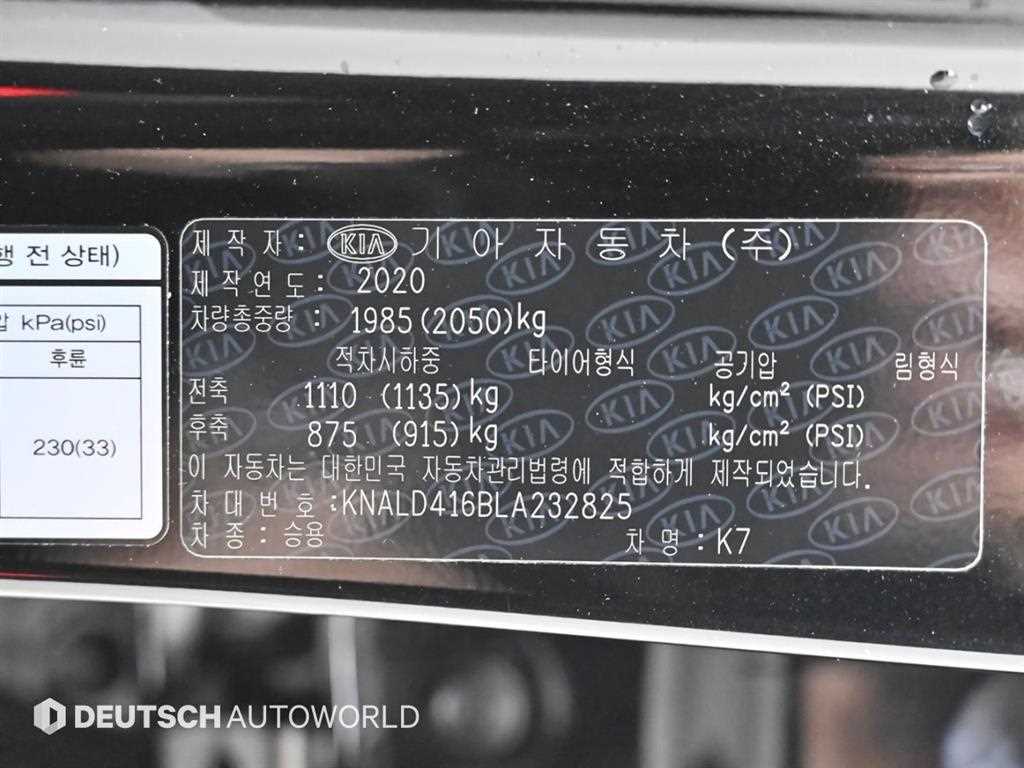 행 전 상태)
압 kPa(psi)
후륜
230(33)
제 작 자 : KIA 기 아 자 동 차 (주)
제 작 연 도 : 2020
차량총중량 : 1985(2050)kg
적차시하중 타이어형식 공기압 림형식
전축 1110 (1135)kg kg/cm² (PSI)
후축 875 (915)kg kg/cm² (PSI)
이 자동차는 대한민국 자동차관리법령에 적합하게 제작되었습니다.
차 대 번 호 :KNALD416BLA232825
차 종 : 승용 차 명 : K7
DEUTSCH AUTOWORLD